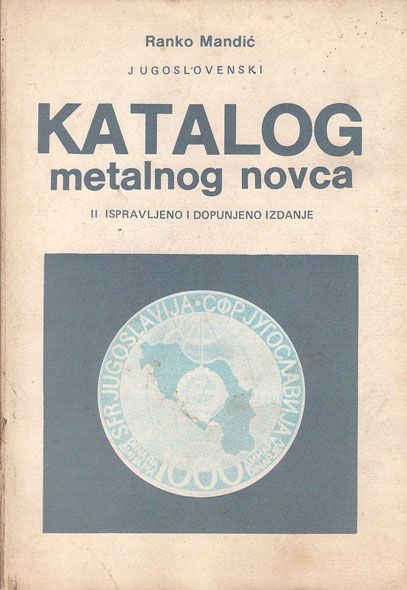 Ranko Mandić
JUGOSLOVENSKI
KATALOG
metalnog novca
II ISPRAVLJENO I DOPUNJENO IZDANJE
SFR JUGOSLAVIJA · СФР ЈУГОСЛАВИЈА
1000